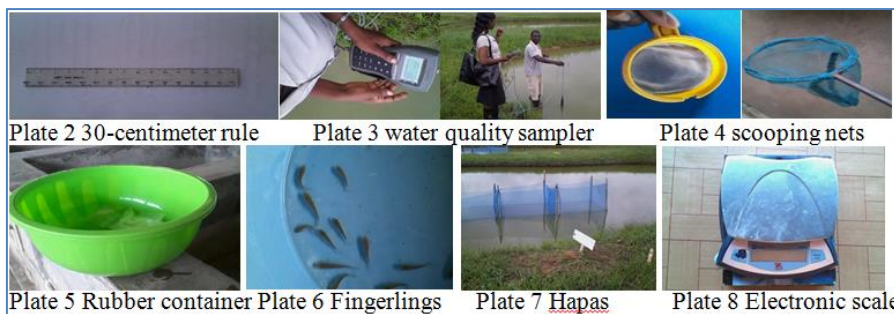 Plate 2 30-centimeter rule Plate 3 water quality sampler Plate 4 scooping nets
Plate 5 Rubber container Plate 6 Fingerlings Plate 7 Hapas Plate 8 Electronic scale